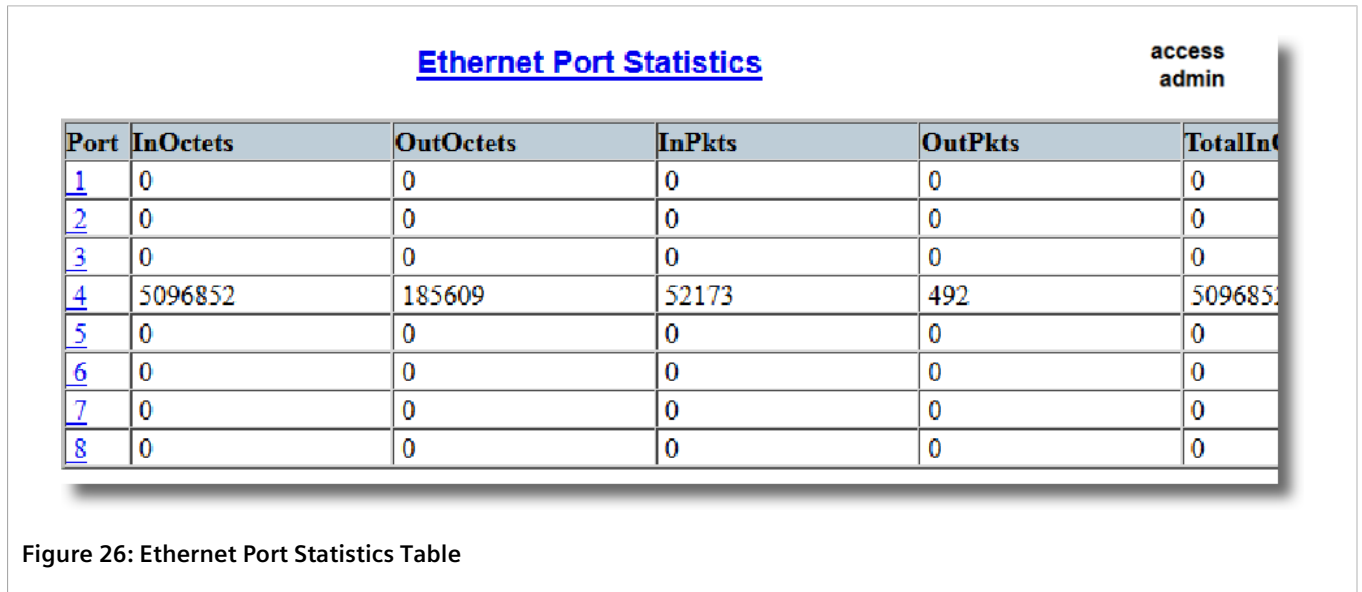 Ethernet Port Statistics
access
admin
Port InOctets OutOctets InPkts OutPkts
1 0 0 0 0 0
2 0 0 0 0 0
3 0 0 0 0 0
4 5096852 185609 52173 492
5 0 0 0 0 0
6 0 0 0 0 0
7 0 0 0 0 0
8 0 0 0 0 0
Figure 26: Ethernet Port Statistics Table